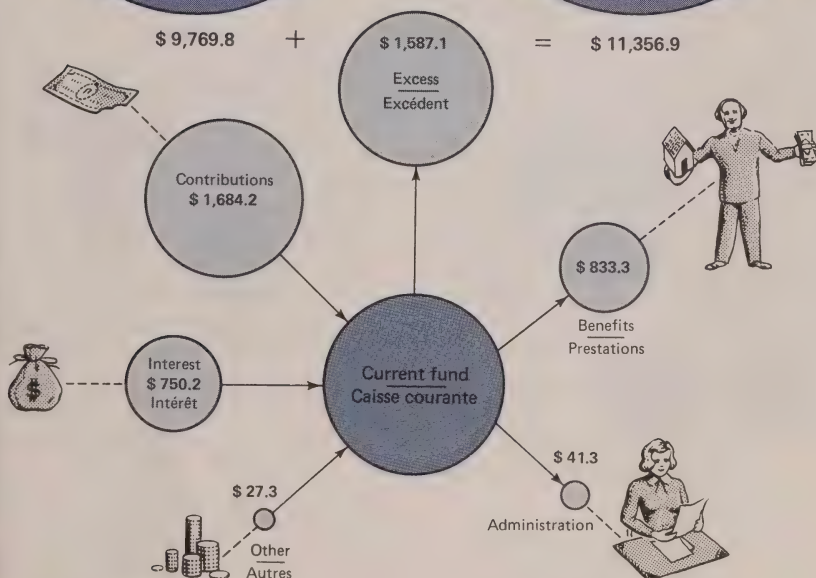 $ 9,769.8 + $ 1,587.1 = $ 11,356.9
Excess
Excédent
Contributions
$ 1,684.2
$ 833.3
Benefits
Prestations
Interest
$ 750.2
Intérêt
Current fund
Caisse courante
$ 27.3
Other
Autres
$ 41.3
Administration
$